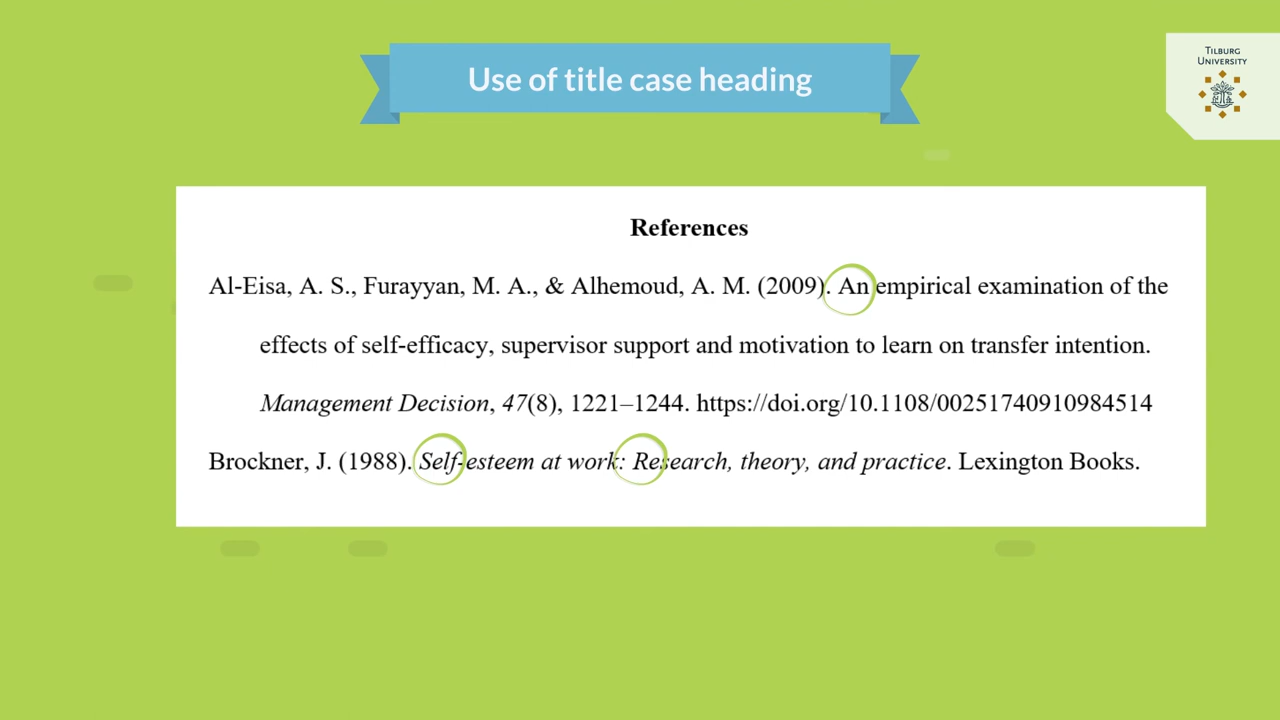 Use of title case heading
TILBURG
UNIVERSITY
References
Al-Eisa, A. S., Furayyan, M. A., & Alhemoud, A. M. (2009). An empirical examination of the
effects of self-efficacy, supervisor support and motivation to learn on transfer intention.
Management Decision, 47(8), 1221–1244. https://doi.org/10.1108/00251740910984514
Brockner, J. (1988). Self-esteem at work: Research, theory, and practice. Lexington Books.